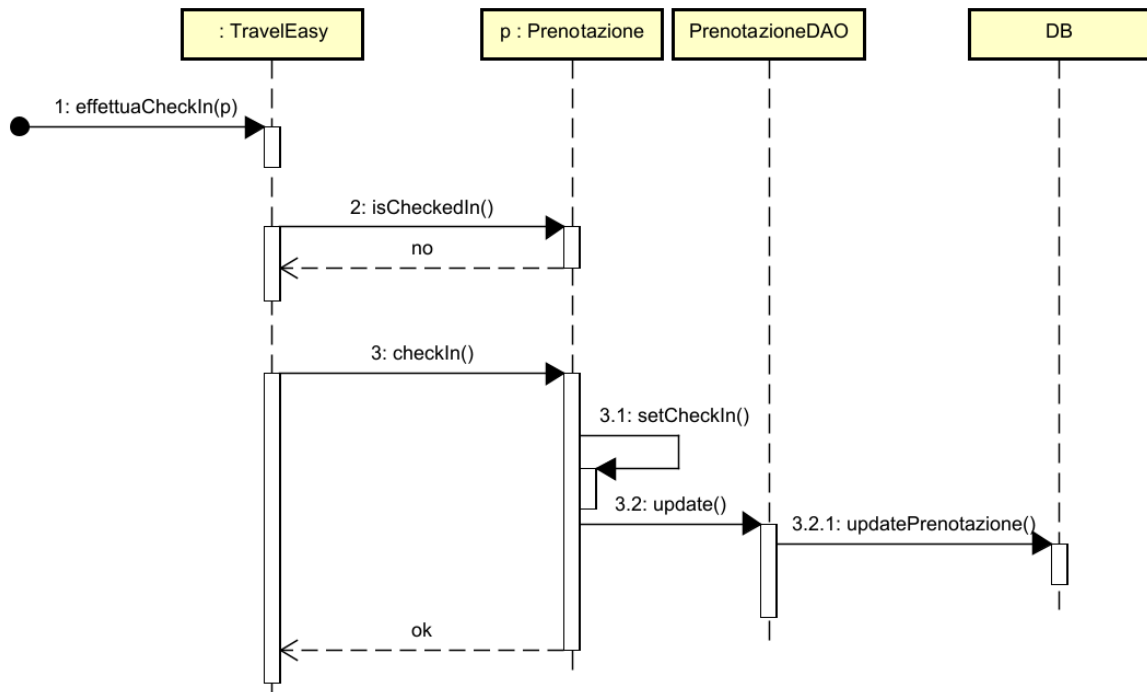 : TravelEasy
p : Prenotazione
PrenotazioneDAO
DB
1: effettuaCheckIn(p)
2: isCheckedIn()
no
3: checkIn()
3.1: setCheckIn()
3.2: update()
3.2.1: updatePrenotazione()
ok